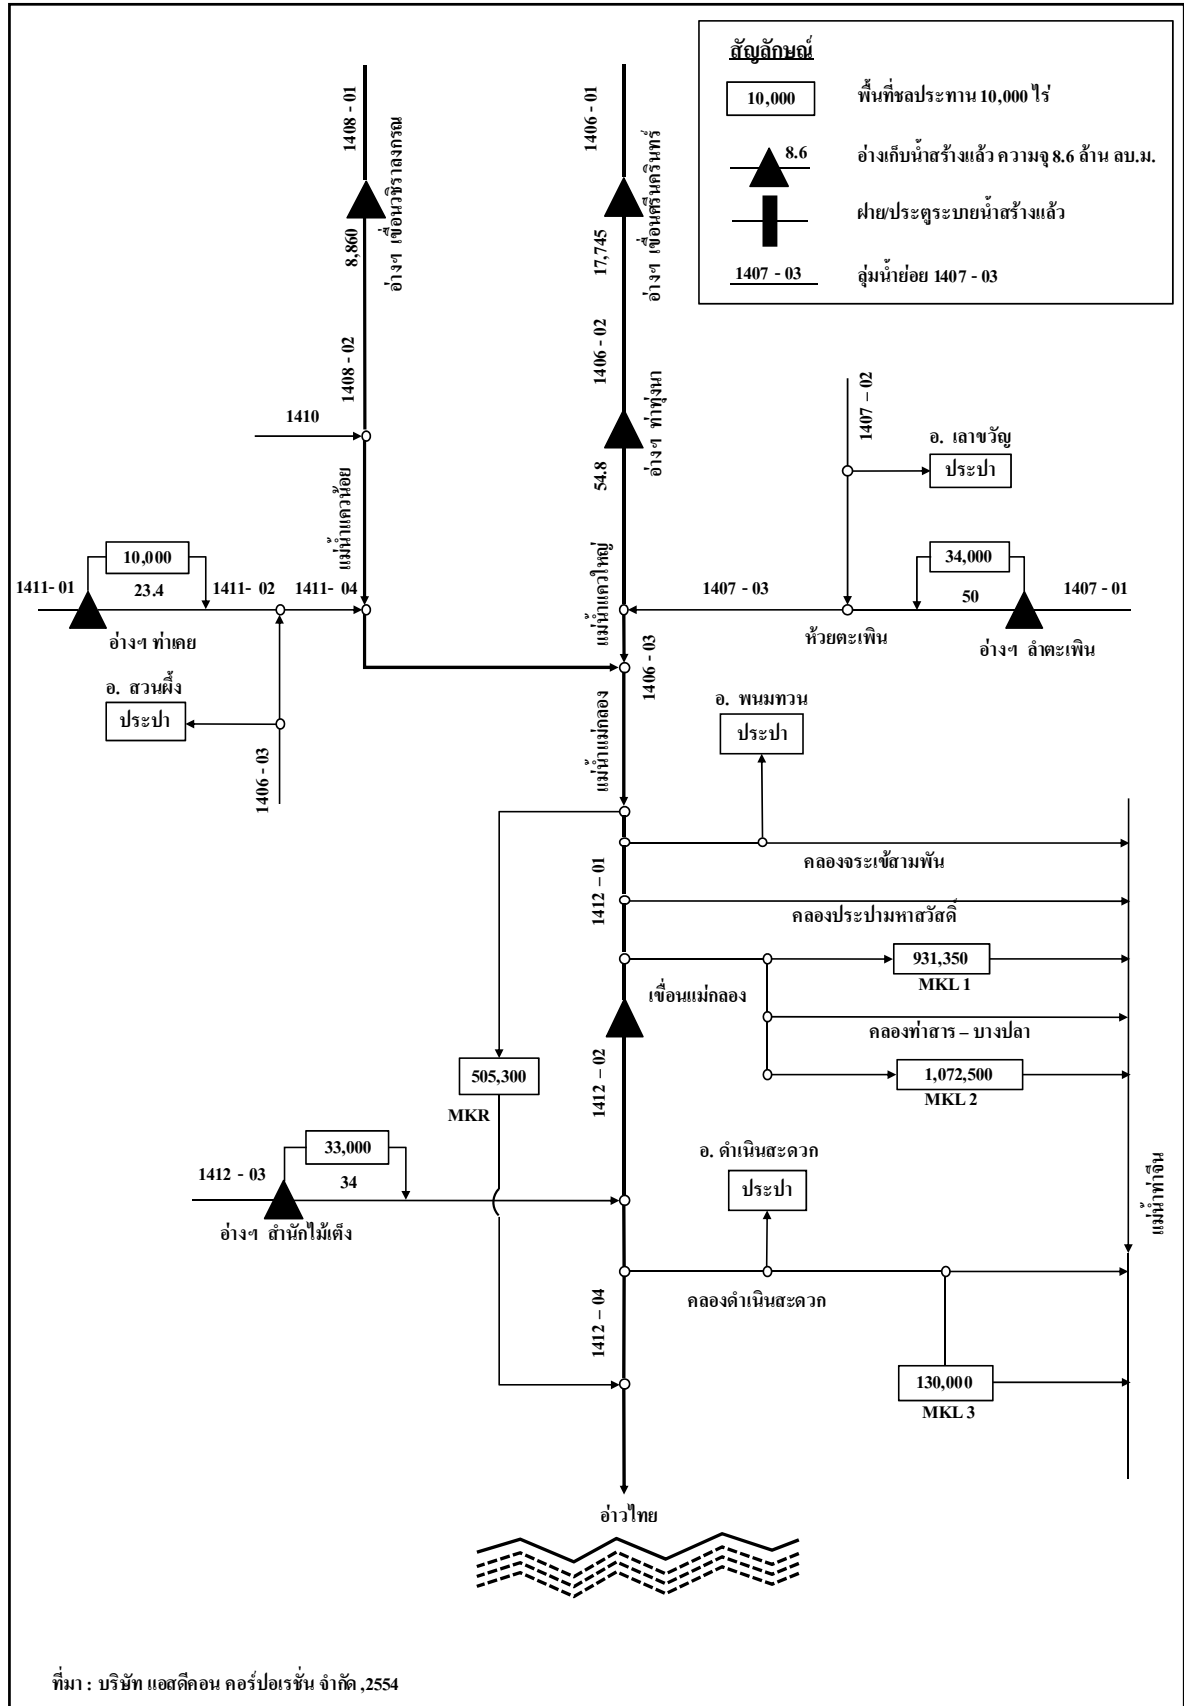 สัญลักษณ์
10,000
พื้นที่ชลประทาน 10,000 ไร่
8.6
อ่างเก็บน้ำสร้างแล้ว ความจุ 8.6 ล้าน ลบ.ม.
ฝาย/ประตูระบายน้ำสร้างแล้ว
1407 - 03
ลุ่มน้ำย่อย 1407 - 03
1408 - 01
อ่างฯ เขื่อนวชิราลงกรณ
8,860
1408 - 02
1410
แม่น้ำแควน้อย
1406 - 01
อ่างฯ เขื่อนศรีนครินทร์
17,745
1406 - 02
อ่างฯ ท่าทุ่งนา
54.8
แม่น้ำแควใหญ่
1407 - 02
อ. เลาขวัญ
ประปา
10,000
1411- 01
23.4
1411- 02
1411- 04
อ่างฯ ท่าเคย
34,000
1407 - 03
50
1407 - 01
ห้วยตะเพิน
อ่างฯ ลำตะเพิน
1406 - 03
อ. สวนผึ้ง
ประปา
1406 - 03
แม่น้ำแม่กลอง
อ. พนมทวน
ประปา
คลองจระเข้สามพัน
1412 - 01
คลองประปามหาสวัสดิ์
931,350
MKL 1
เขื่อนแม่กลอง
คลองท่าสาร – บางปลา
1412 - 02
1,072,500
MKL 2
505,300
MKR
33,000
1412 - 03
34
อ่างฯ สำนักไม้เต็ง
อ. ดำเนินสะดวก
ประปา
แม่น้ำท่าจีน
คลองดำเนินสะดวก
1412 - 04
130,000
MKL 3
อ่าวไทย
ที่มา : บริษัท แอสดีคอน คอร์ปอเรชั่น จำกัด ,2554